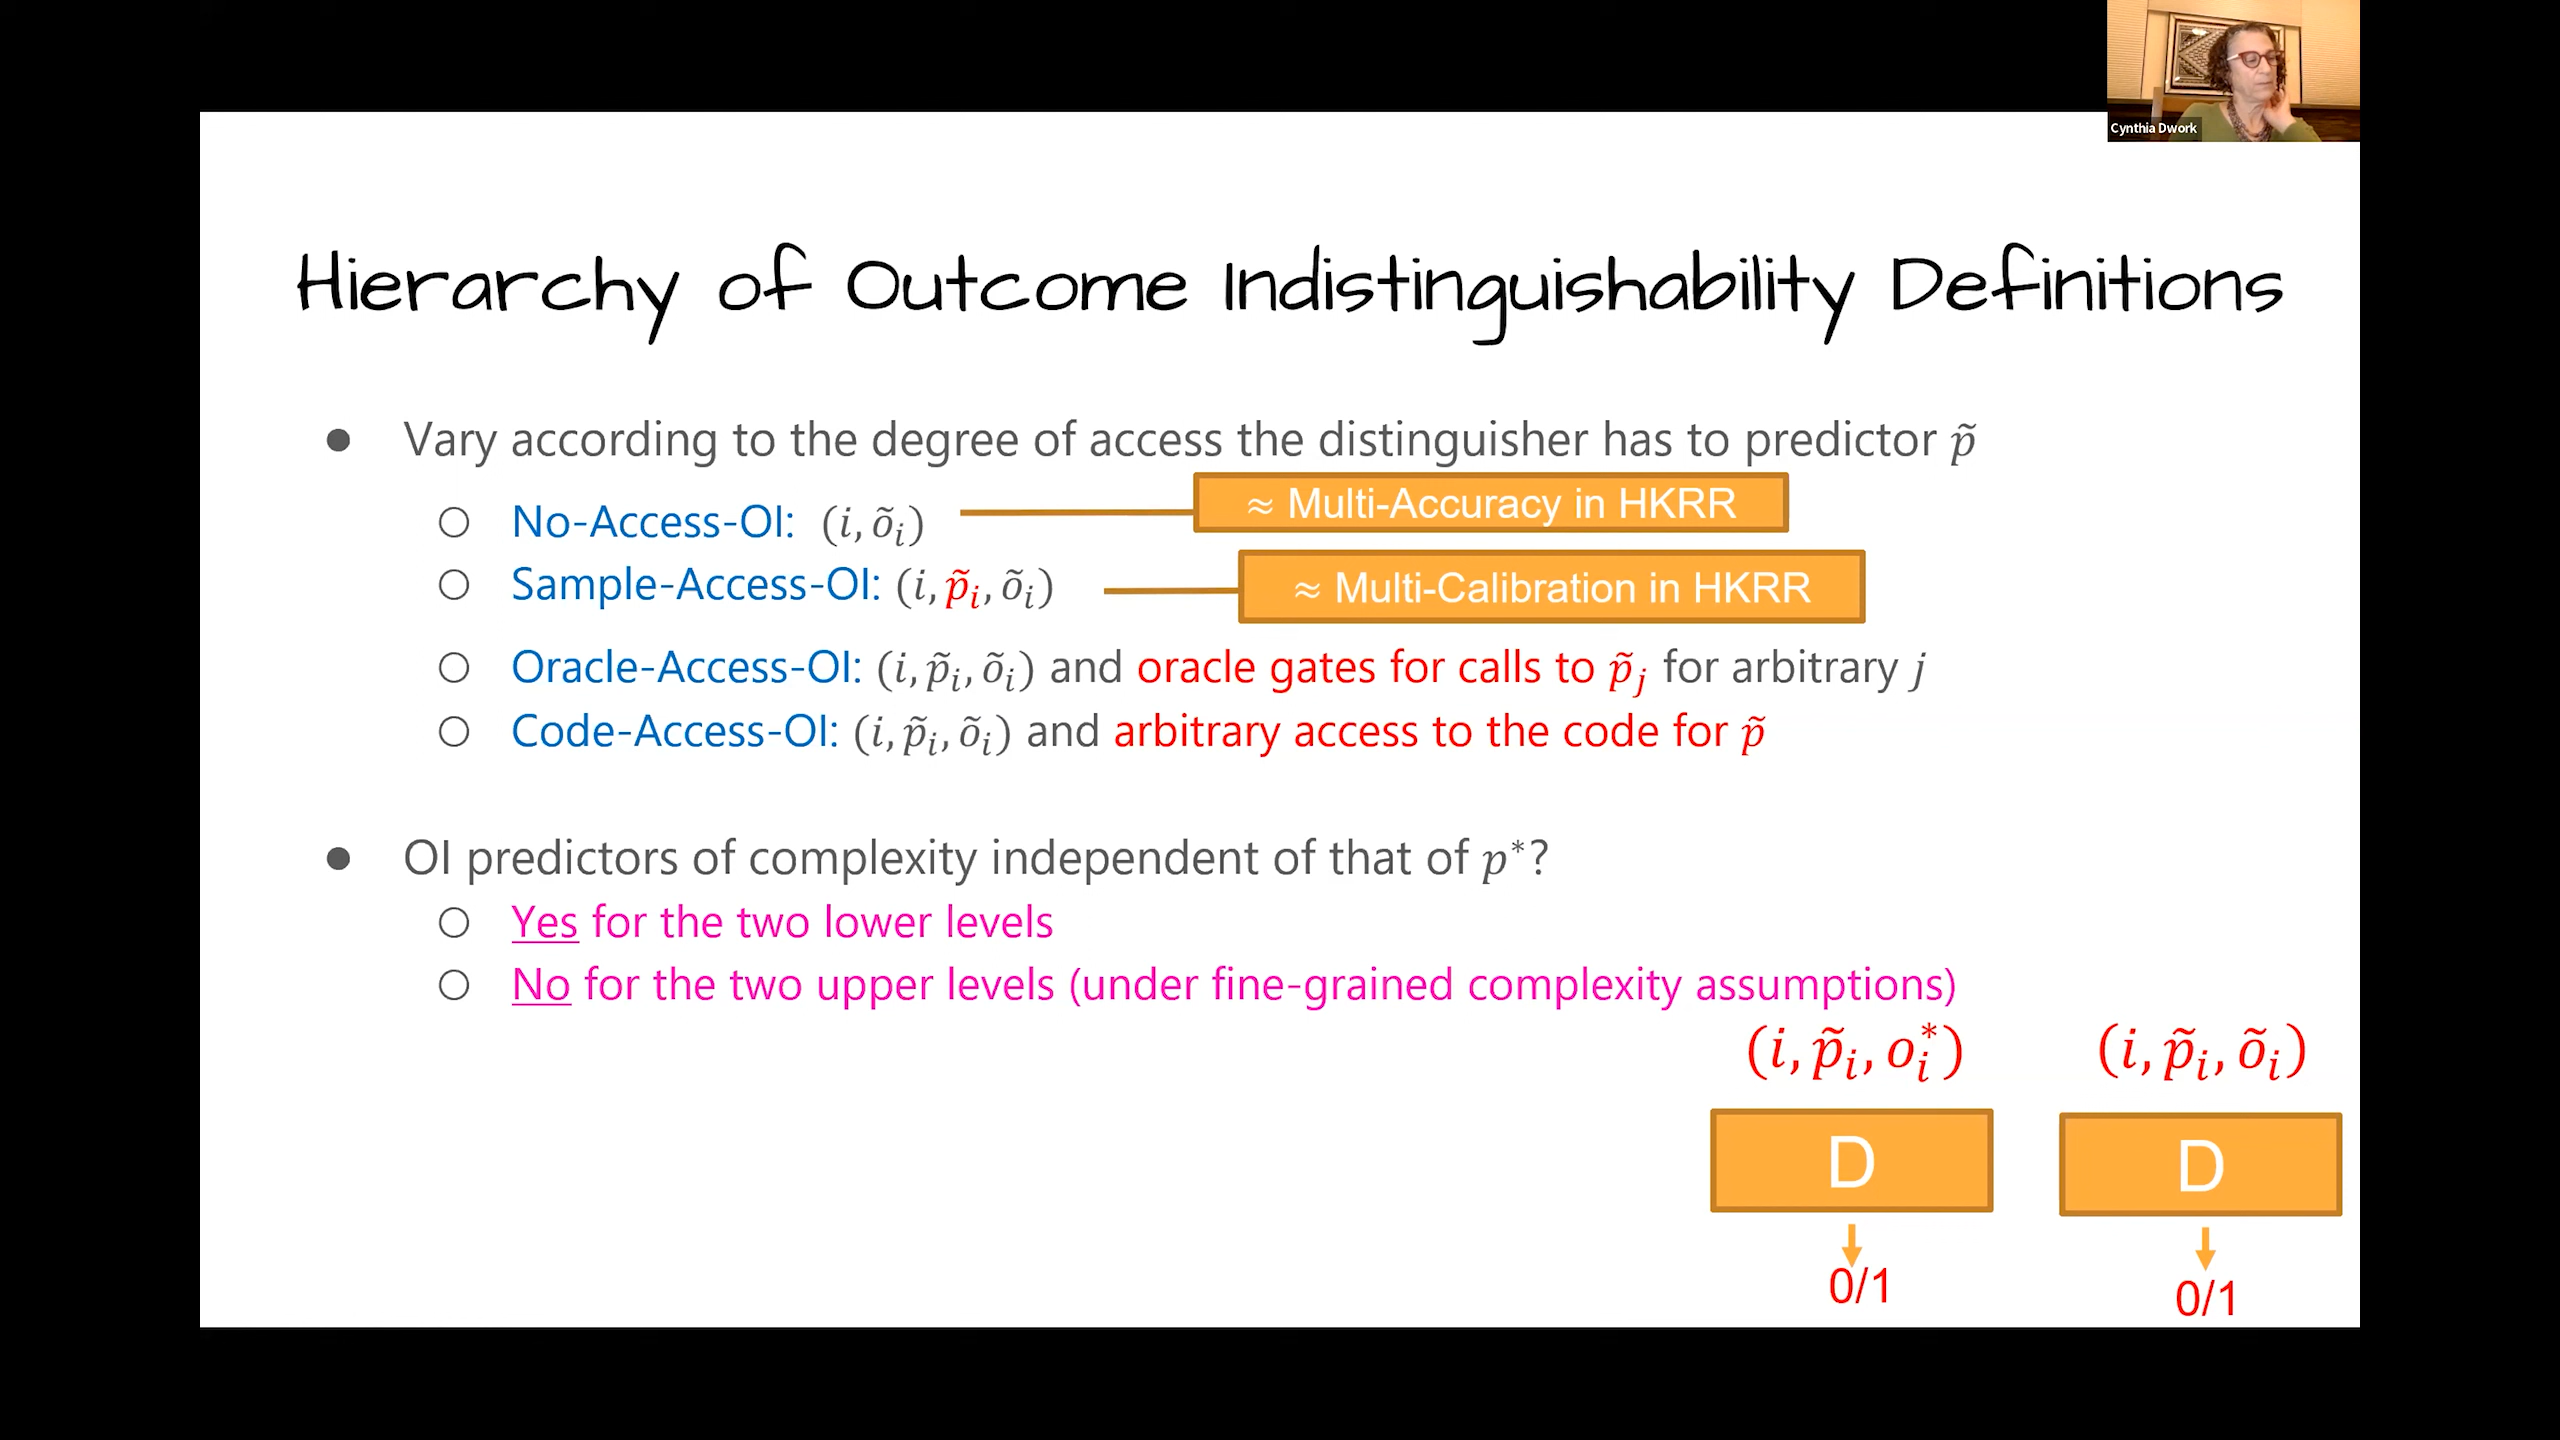 Cynthia Dwork
Hierarchy of Outcome Indistinguishability Definitions
● Vary according to the degree of access the distinguisher has to predictor p̃
○ No-Access-OI: (i, õᵢ)
≈ Multi-Accuracy in HKRR
○ Sample-Access-OI: (i, p̃ᵢ, õᵢ)
≈ Multi-Calibration in HKRR
○ Oracle-Access-OI: (i, p̃ᵢ, õᵢ) and oracle gates for calls to p̃ⱼ for arbitrary j
○ Code-Access-OI: (i, p̃ᵢ, õᵢ) and arbitrary access to the code for p̃
● OI predictors of complexity independent of that of p*?
○ Yes for the two lower levels
○ No for the two upper levels (under fine-grained complexity assumptions)
(i, p̃ᵢ, oᵢ*) (i, p̃ᵢ, õᵢ)
D D
0/1 0/1